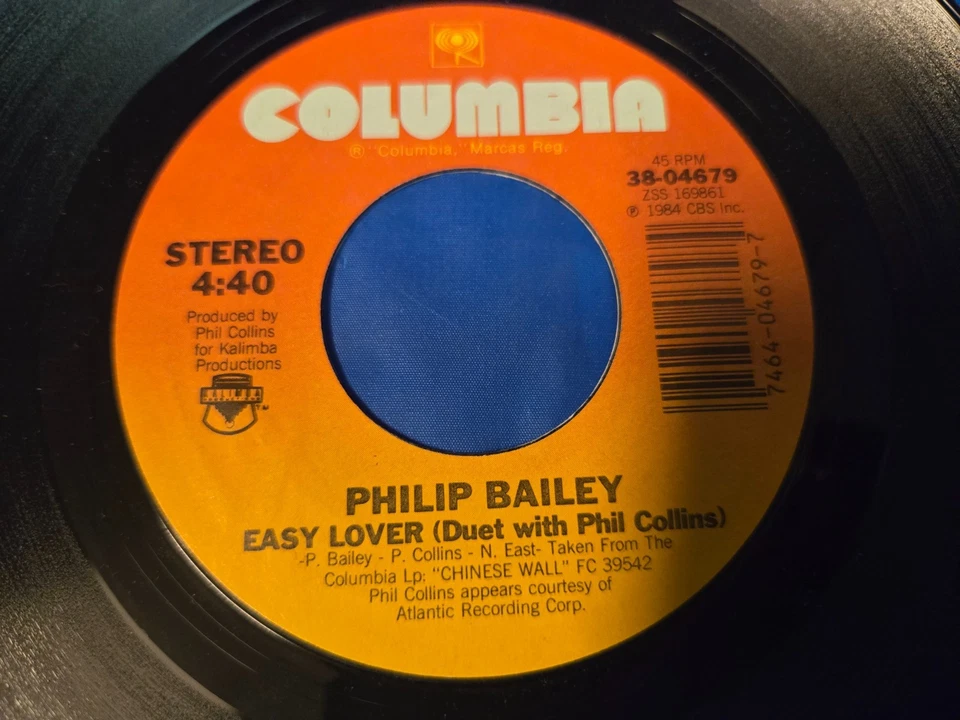 COLUMBIA
® "Columbia," Marcas Reg.
45 RPM
38-04679
ZSS 169861
℗ 1984 CBS Inc.
7464-04679-7
STEREO
4:40
Produced by
Phil Collins
for Kalimba
Productions
KALIMBA
TM
PHILIP BAILEY
EASY LOVER (Duet with Phil Collins)
-P. Bailey - P. Collins - N. East- Taken From The
Columbia Lp: "CHINESE WALL" FC 39542
Phil Collins appears courtesy of
Atlantic Recording Corp.